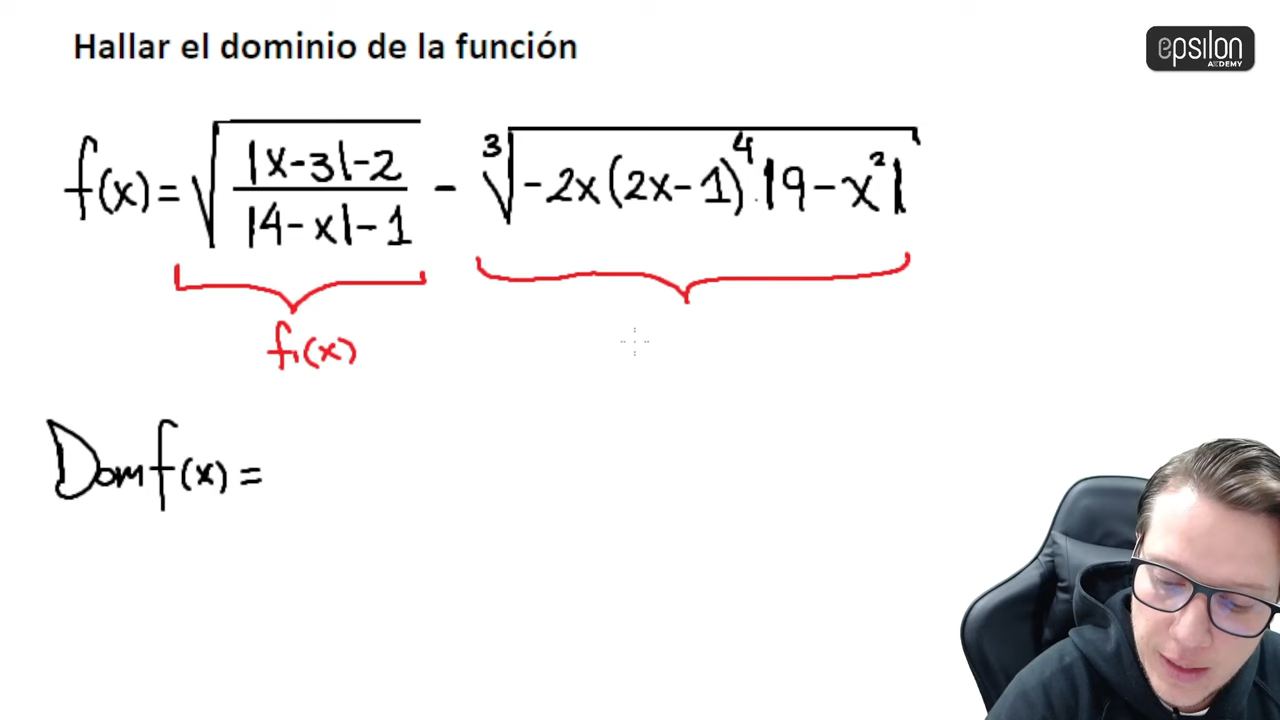 Hallar el dominio de la función
epsilon
ACADEMY
f(x) = √(|x-3|-2 / |4-x|-1) - ∛(-2x(2x-1)⁴.|9-x²|)
f₁(x)
Dom f(x) =